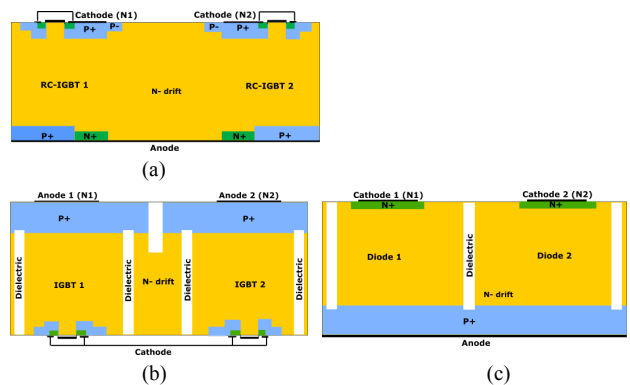 Cathode (N1) Cathode (N2)
P+ P- P- P+
RC-IGBT 1 N- drift RC-IGBT 2
P+ N+ N+ P+
Anode
(a)
Anode 1 (N1) Anode 2 (N2)
P+ P+
Dielectric IGBT 1 Dielectric N- drift Dielectric IGBT 2 Dielectric
Cathode
(b)
Cathode 1 (N1) Cathode 2 (N2)
N+ N+
Diode 1 Dielectric Diode 2
N- drift
P+
Anode
(c)